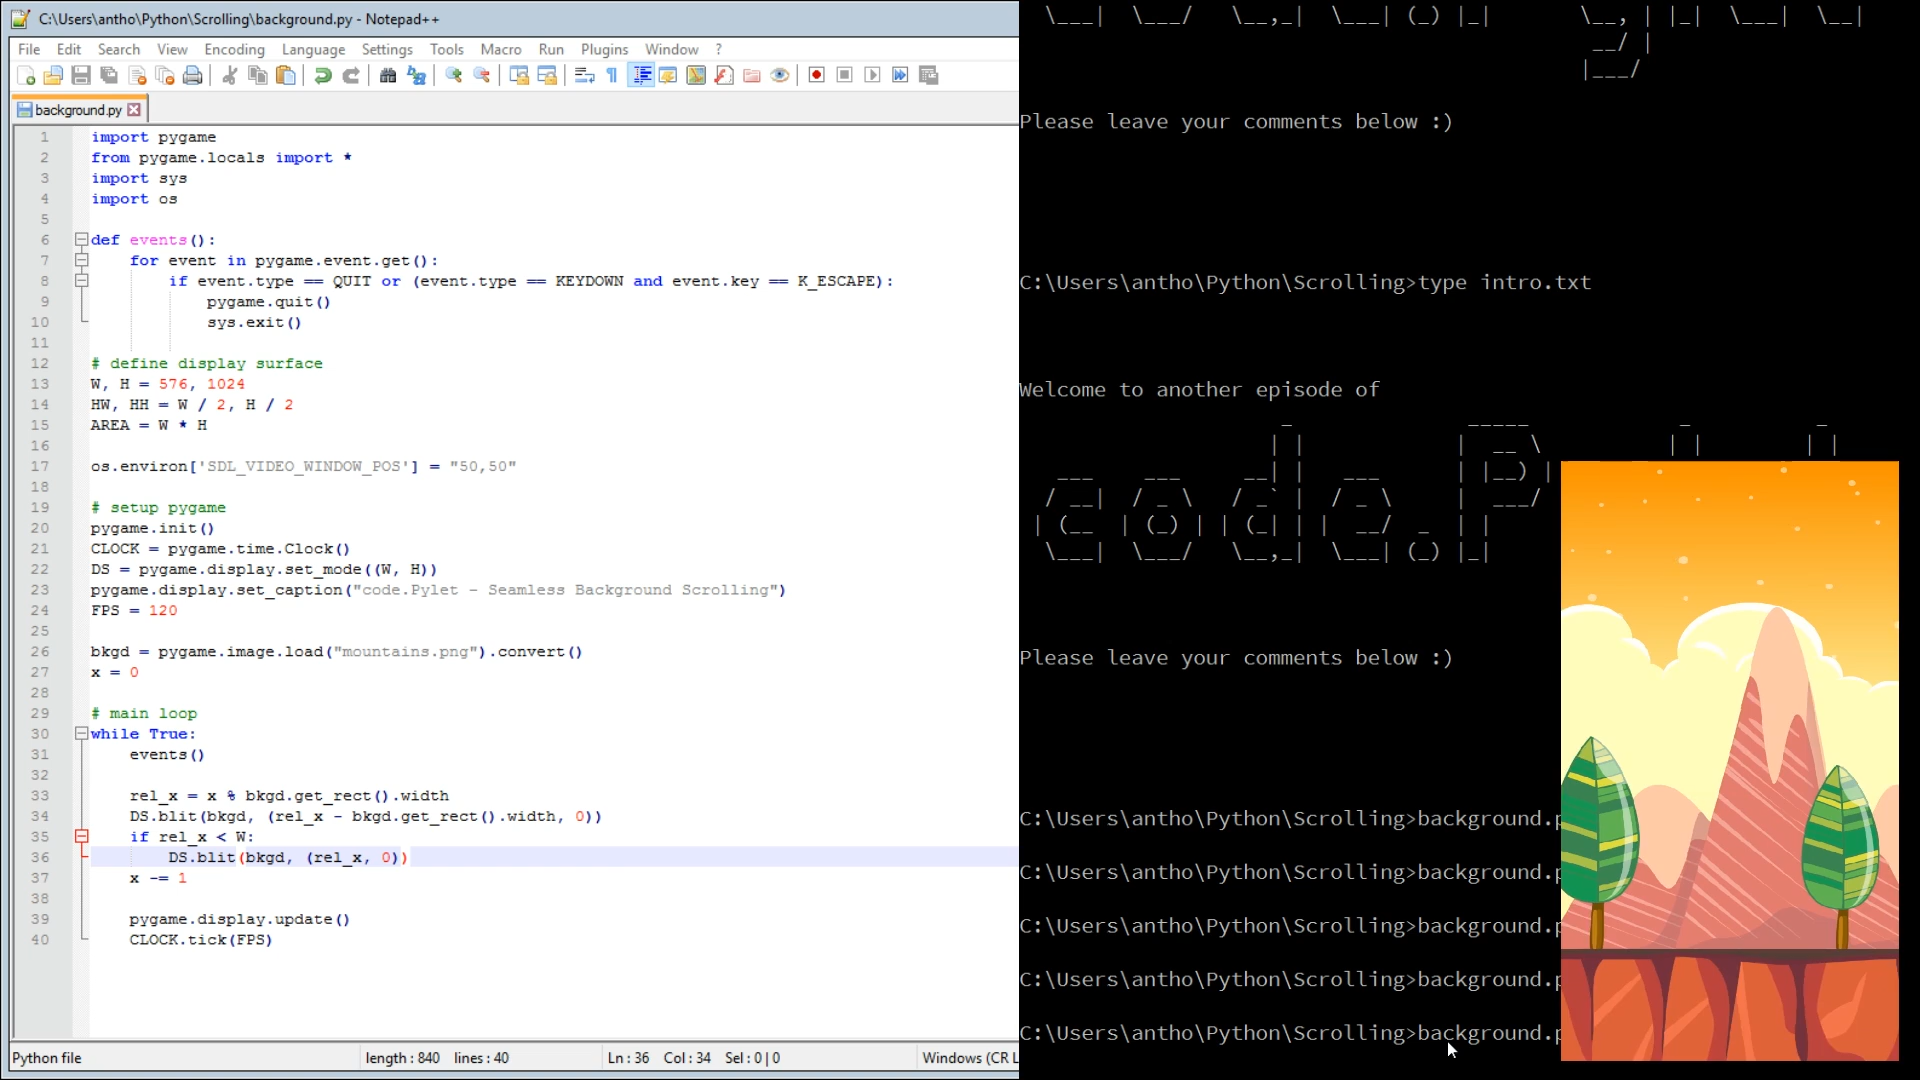 C:\Users\antho\Python\Scrolling\background.py - Notepad++
File Edit Search View Encoding Language Settings Tools Macro Run Plugins Window ?
background.py
1 import pygame
2 from pygame.locals import *
3 import sys
4 import os
5
6 def events():
7 for event in pygame.event.get():
8 if event.type == QUIT or (event.type == KEYDOWN and event.key == K_ESCAPE):
9 pygame.quit()
10 sys.exit()
11
12 # define display surface
13 W, H = 576, 1024
14 HW, HH = W / 2, H / 2
15 AREA = W * H
16
17 os.environ['SDL_VIDEO_WINDOW_POS'] = "50,50"
18
19 # setup pygame
20 pygame.init()
21 CLOCK = pygame.time.Clock()
22 DS = pygame.display.set_mode((W, H))
23 pygame.display.set_caption("code.Pylet - Seamless Background Scrolling")
24 FPS = 120
25
26 bkgd = pygame.image.load("mountains.png").convert()
27 x = 0
28
29 # main loop
30 while True:
31 events()
32
33 rel_x = x % bkgd.get_rect().width
34 DS.blit(bkgd, (rel_x - bkgd.get_rect().width, 0))
35 if rel_x < W:
36 DS.blit(bkgd, (rel_x, 0))
37 x -= 1
38
39 pygame.display.update()
40 CLOCK.tick(FPS)
Python file length : 840 lines : 40 Ln : 36 Col : 34 Sel : 0 | 0 Windows (CR L
Please leave your comments below :)
C:\Users\antho\Python\Scrolling>type intro.txt
Welcome to another episode of
code.P
Please leave your comments below :)
C:\Users\antho\Python\Scrolling>background.p
C:\Users\antho\Python\Scrolling>background.p
C:\Users\antho\Python\Scrolling>background.p
C:\Users\antho\Python\Scrolling>background.p
C:\Users\antho\Python\Scrolling>background.p